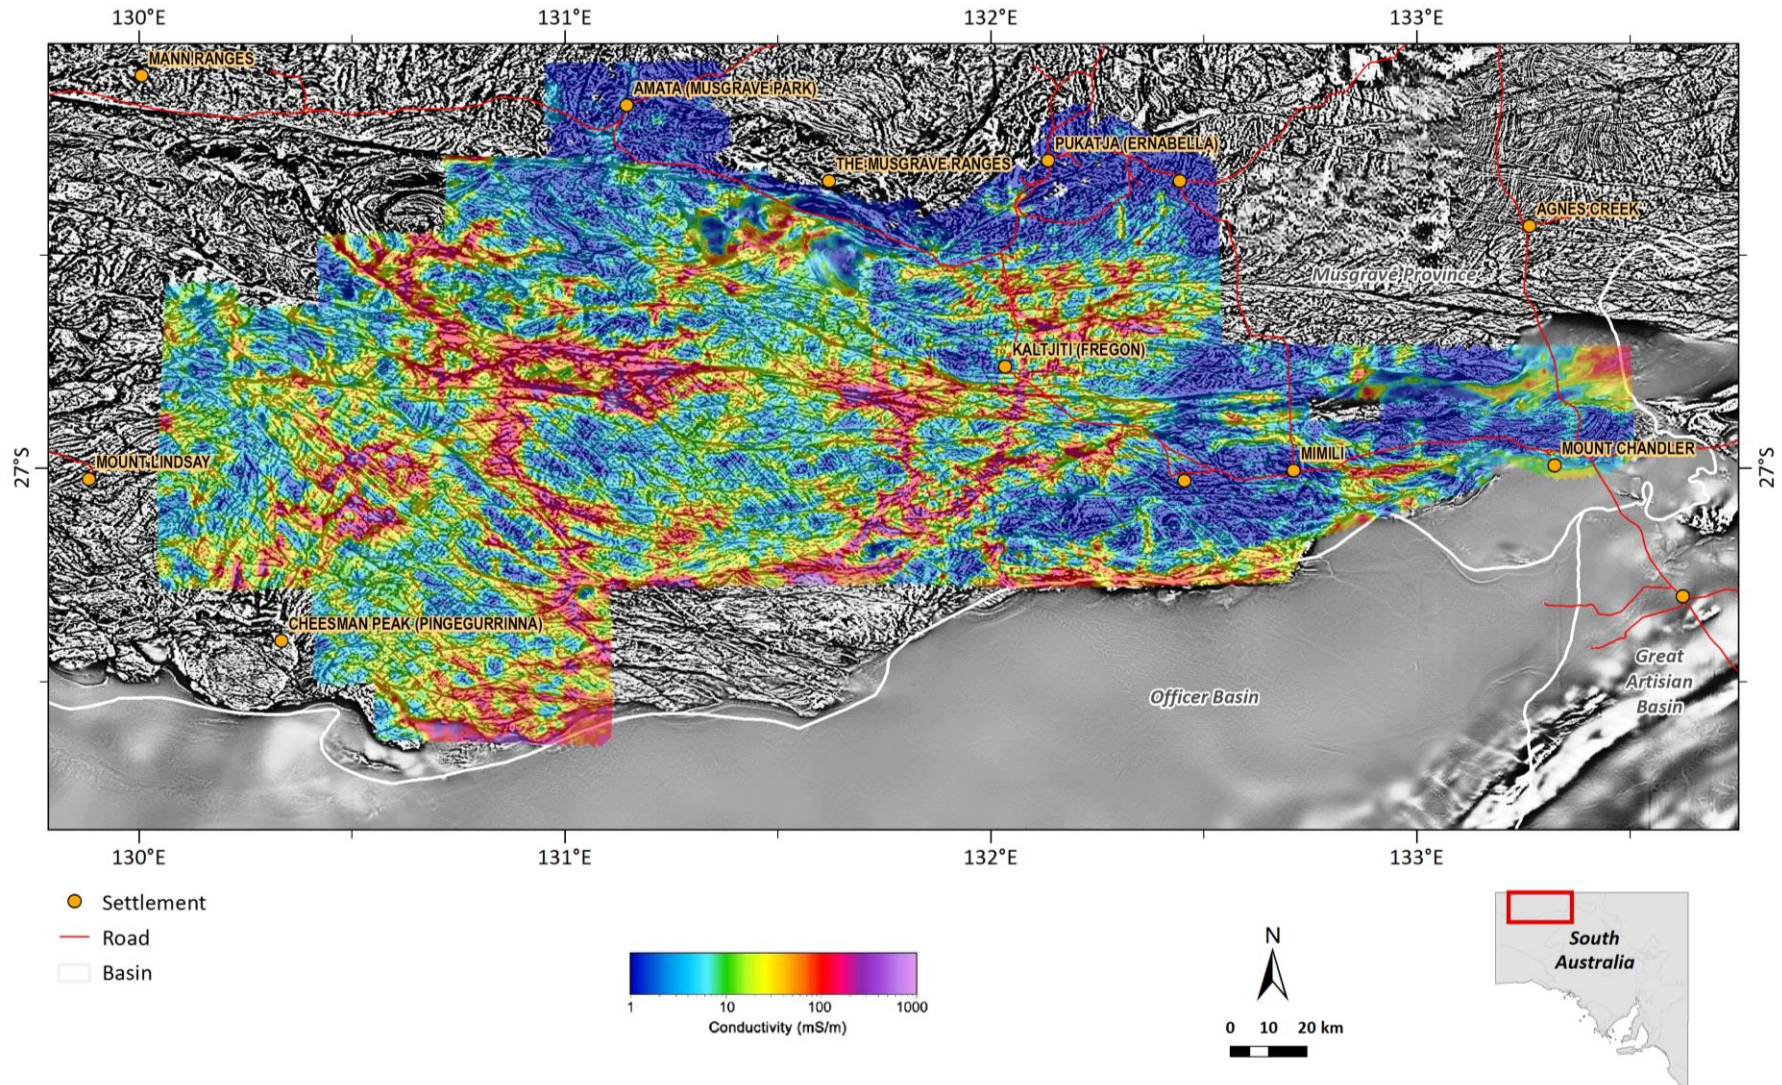 130°E
131°E
132°E
133°E
MANN RANGES
AMATA (MUSGRAVE PARK)
PUKATJA (ERNABELLA)
THE MUSGRAVE RANGES
AGNES CREEK
Musgrave Province
KALTJITI (FREGON)
MOUNT LINDSAY
MIMILI
MOUNT CHANDLER
27°S
27°S
CHEESMAN PEAK (PINGEGURRINNA)
Officer Basin
Great
Artisian
Basin
130°E
131°E
132°E
133°E
Settlement
Road
Basin
1
10
100
1000
Conductivity (mS/m)
N
0 10 20 km
South
Australia